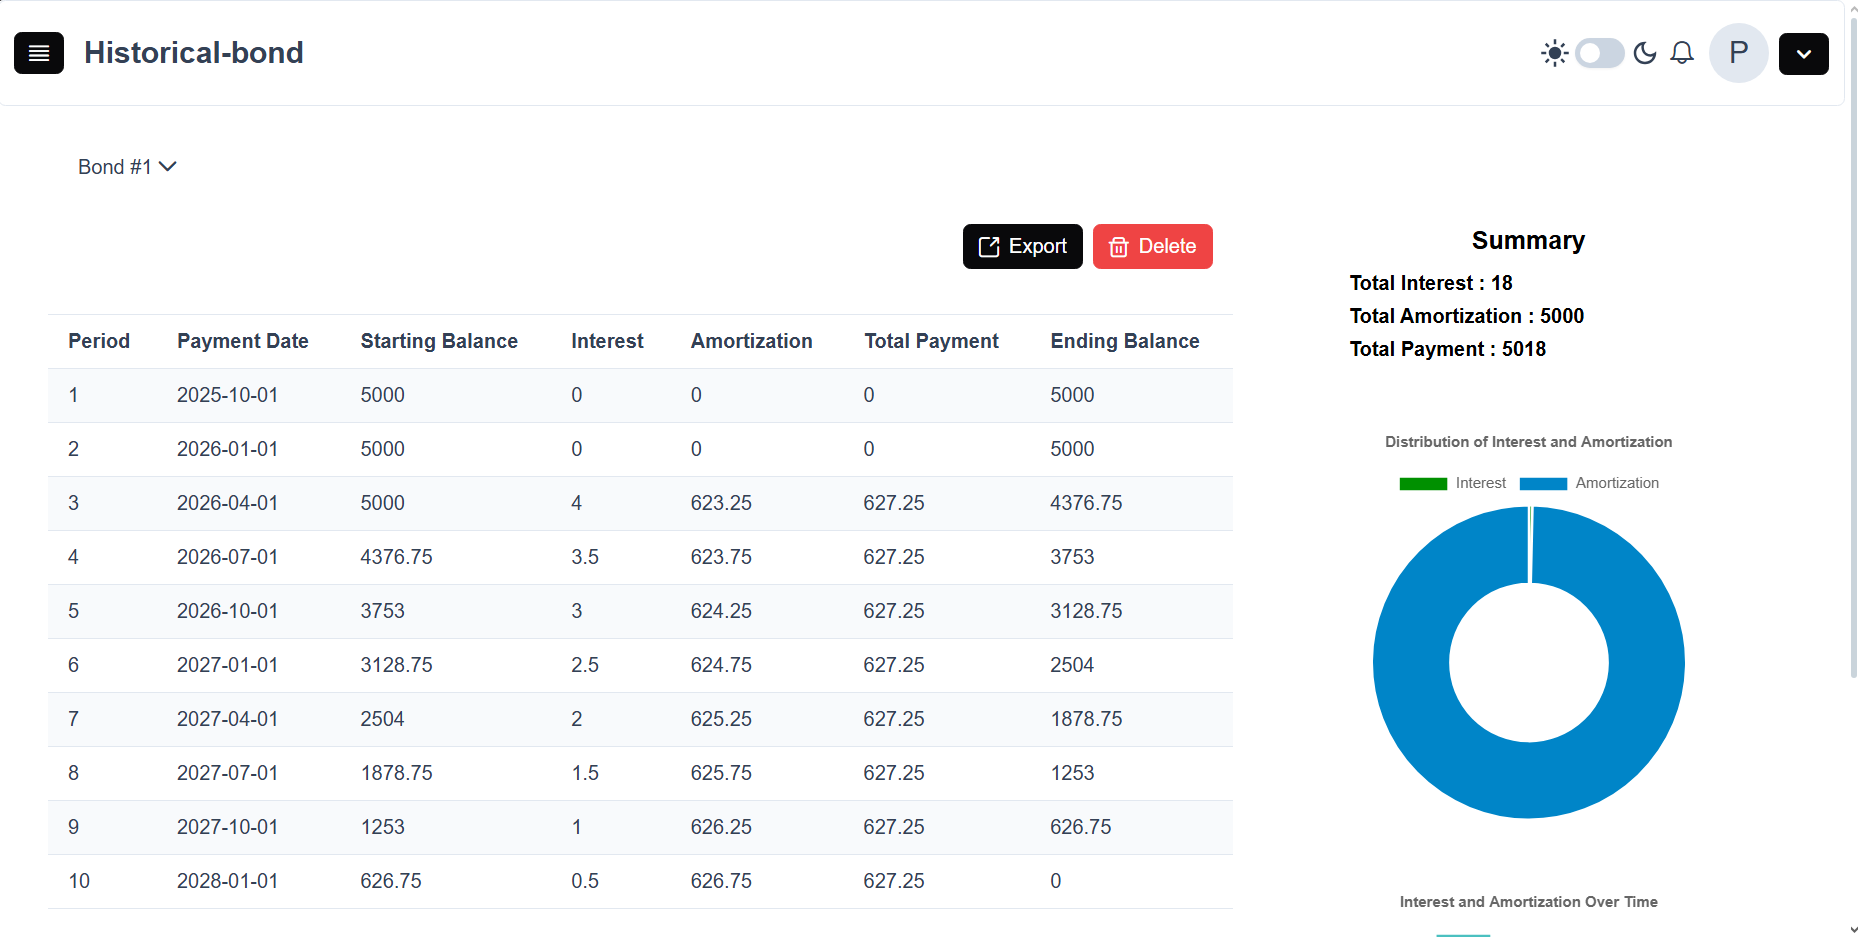 Historical-bond
P
Bond #1
Export Delete
Period Payment Date Starting Balance Interest Amortization Total Payment Ending Balance
1 2025-10-01 5000 0 0 0 5000
2 2026-01-01 5000 0 0 0 5000
3 2026-04-01 5000 4 623.25 627.25 4376.75
4 2026-07-01 4376.75 3.5 623.75 627.25 3753
5 2026-10-01 3753 3 624.25 627.25 3128.75
6 2027-01-01 3128.75 2.5 624.75 627.25 2504
7 2027-04-01 2504 2 625.25 627.25 1878.75
8 2027-07-01 1878.75 1.5 625.75 627.25 1253
9 2027-10-01 1253 1 626.25 627.25 626.75
10 2028-01-01 626.75 0.5 626.75 627.25 0
Summary
Total Interest : 18
Total Amortization : 5000
Total Payment : 5018
Distribution of Interest and Amortization
Interest Amortization
Interest and Amortization Over Time